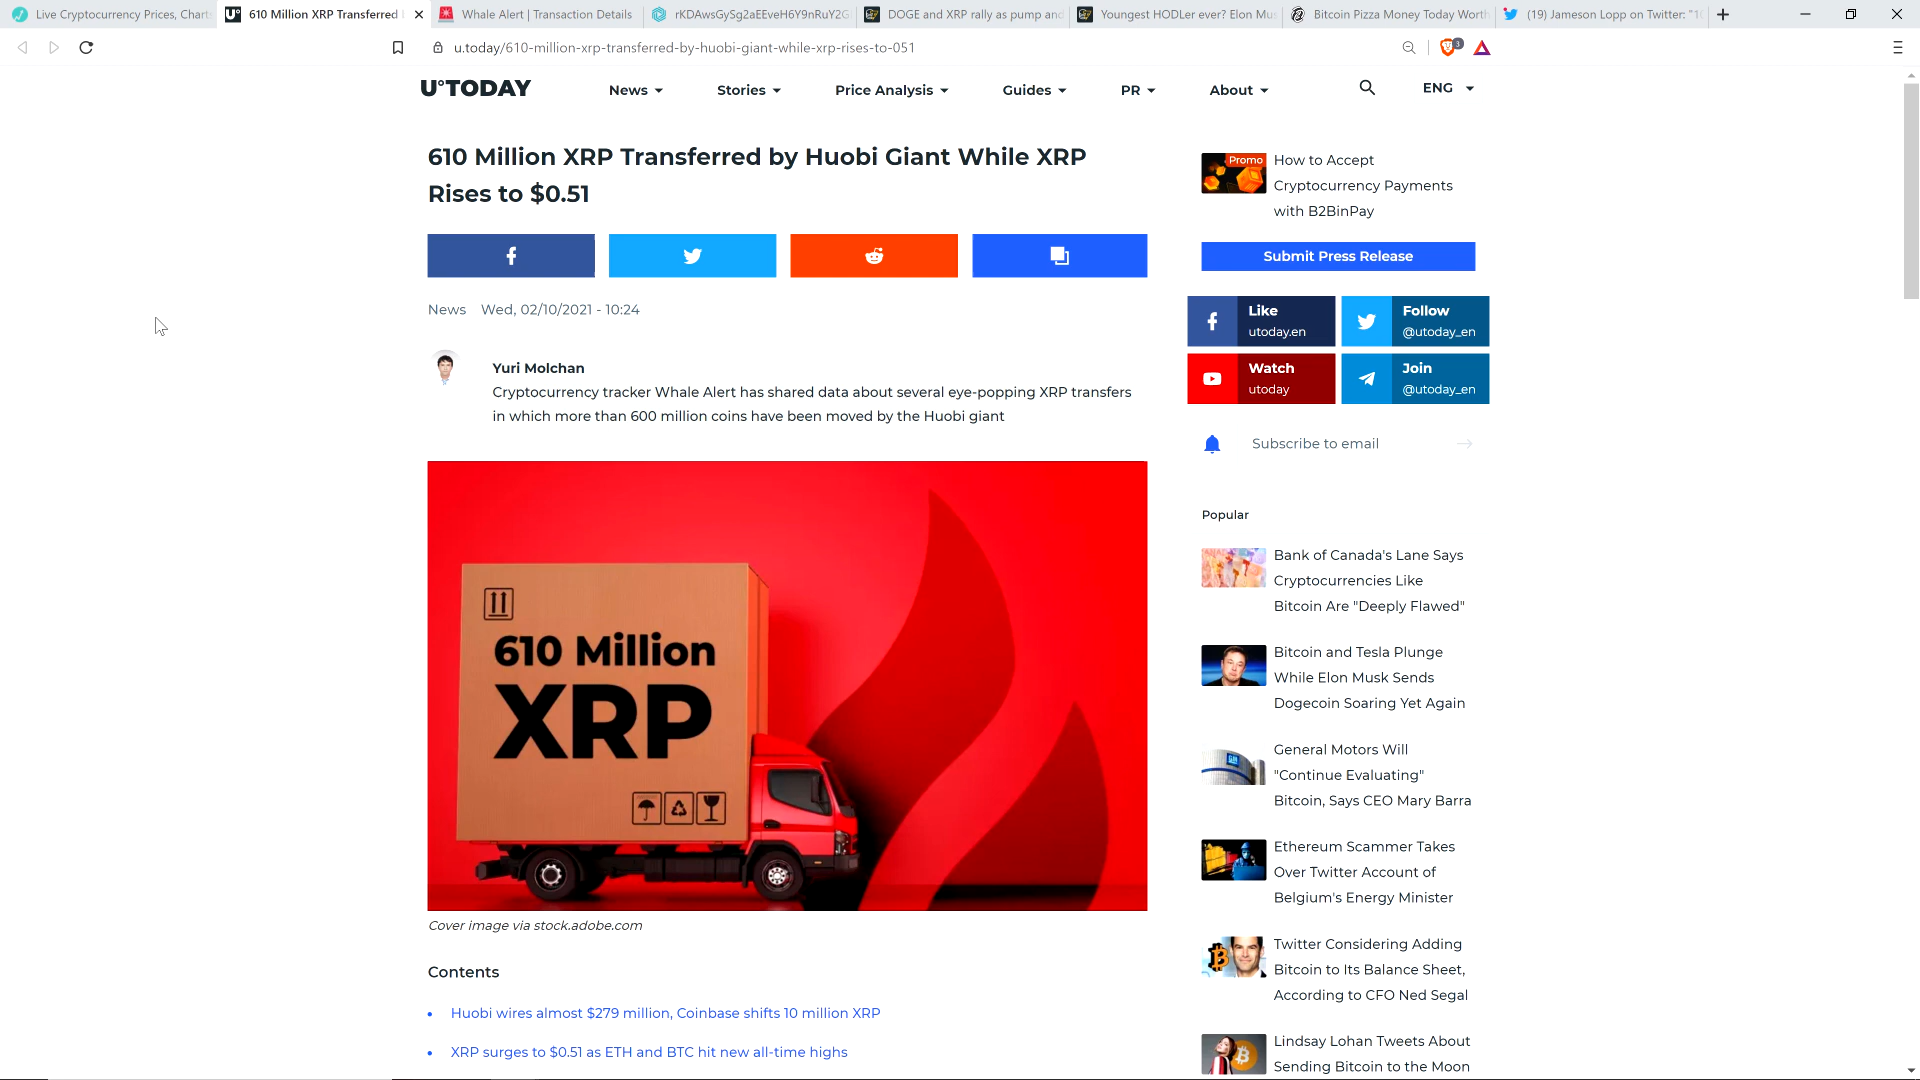 Live Cryptocurrency Prices, Chart
610 Million XRP Transferred
Whale Alert | Transaction Details
rKDAwsGySg2aEEveH6Y9nRuY2G
DOGE and XRP rally as pump and
Youngest HODLer ever? Elon Mus
Bitcoin Pizza Money Today Worth
(19) Jameson Lopp on Twitter: "10
u.today/610-million-xrp-transferred-by-huobi-giant-while-xrp-rises-to-051
3
U°TODAY
News
Stories
Price Analysis
Guides
PR
About
ENG
610 Million XRP Transferred by Huobi Giant While XRP
Rises to $0.51
News Wed, 02/10/2021 - 10:24
Yuri Molchan
Cryptocurrency tracker Whale Alert has shared data about several eye-popping XRP transfers
in which more than 600 million coins have been moved by the Huobi giant
610 Million
XRP
Cover image via stock.adobe.com
Contents
• Huobi wires almost $279 million, Coinbase shifts 10 million XRP
• XRP surges to $0.51 as ETH and BTC hit new all-time highs
Promo
How to Accept
Cryptocurrency Payments
with B2BinPay
Submit Press Release
Like
utoday.en
Follow
@utoday_en
Watch
utoday
Join
@utoday_en
Subscribe to email
Popular
Bank of Canada's Lane Says
Cryptocurrencies Like
Bitcoin Are "Deeply Flawed"
Bitcoin and Tesla Plunge
While Elon Musk Sends
Dogecoin Soaring Yet Again
General Motors Will
"Continue Evaluating"
Bitcoin, Says CEO Mary Barra
Ethereum Scammer Takes
Over Twitter Account of
Belgium's Energy Minister
Twitter Considering Adding
Bitcoin to Its Balance Sheet,
According to CFO Ned Segal
Lindsay Lohan Tweets About
Sending Bitcoin to the Moon